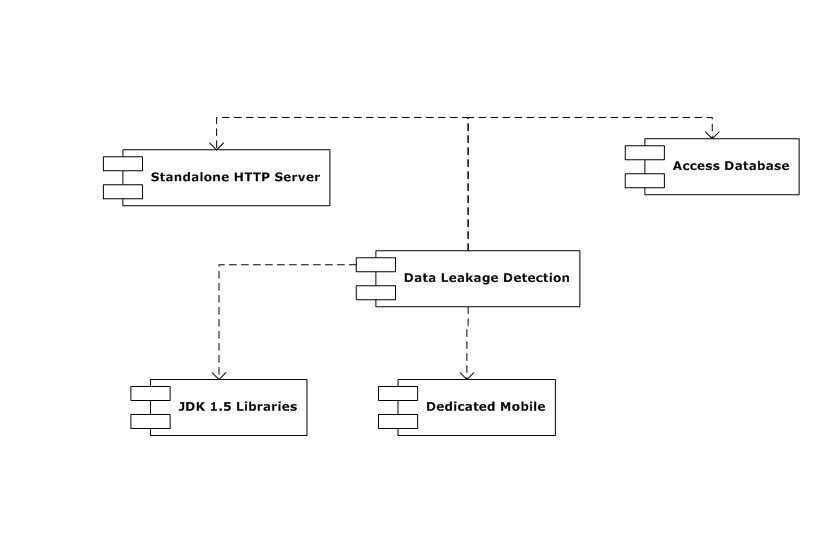 Standalone HTTP Server
Access Database
Data Leakage Detection
JDK 1.5 Libraries
Dedicated Mobile